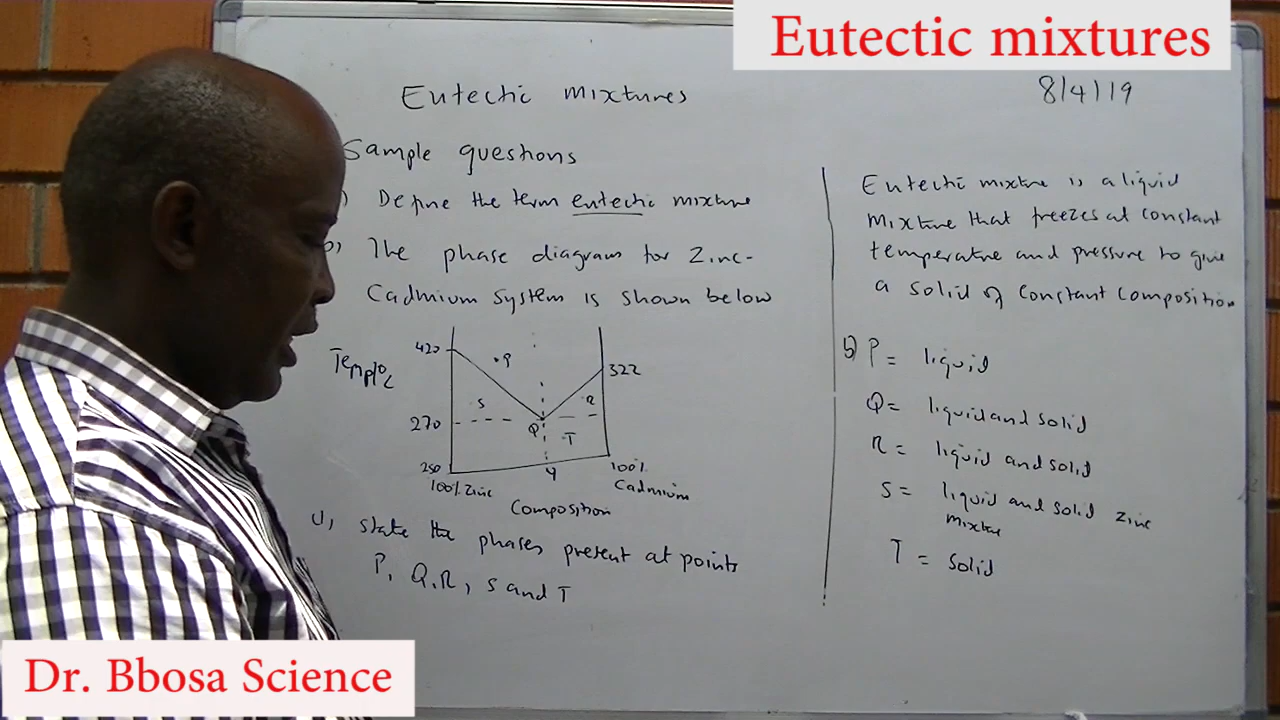 Eutectic mixtures
Eutectic mixtures
8/4/19
Sample questions
) Define the term eutectic mixture
b) The phase diagram for Zinc-
Cadmium system is shown below
Temp/°C
420
322
270
250
P
S
R
Q
T
Y
100% Zinc
100%
Cadmium
Composition
i) State the phases present at points
P, Q, R, S and T
Eutectic mixture is a liquid
mixture that freezes at constant
temperature and pressure to give
a solid of constant composition
b) P = liquid
Q = liquid and solid
R = liquid and solid
S = liquid and solid zinc
mixture
T = solid
Dr. Bbosa Science